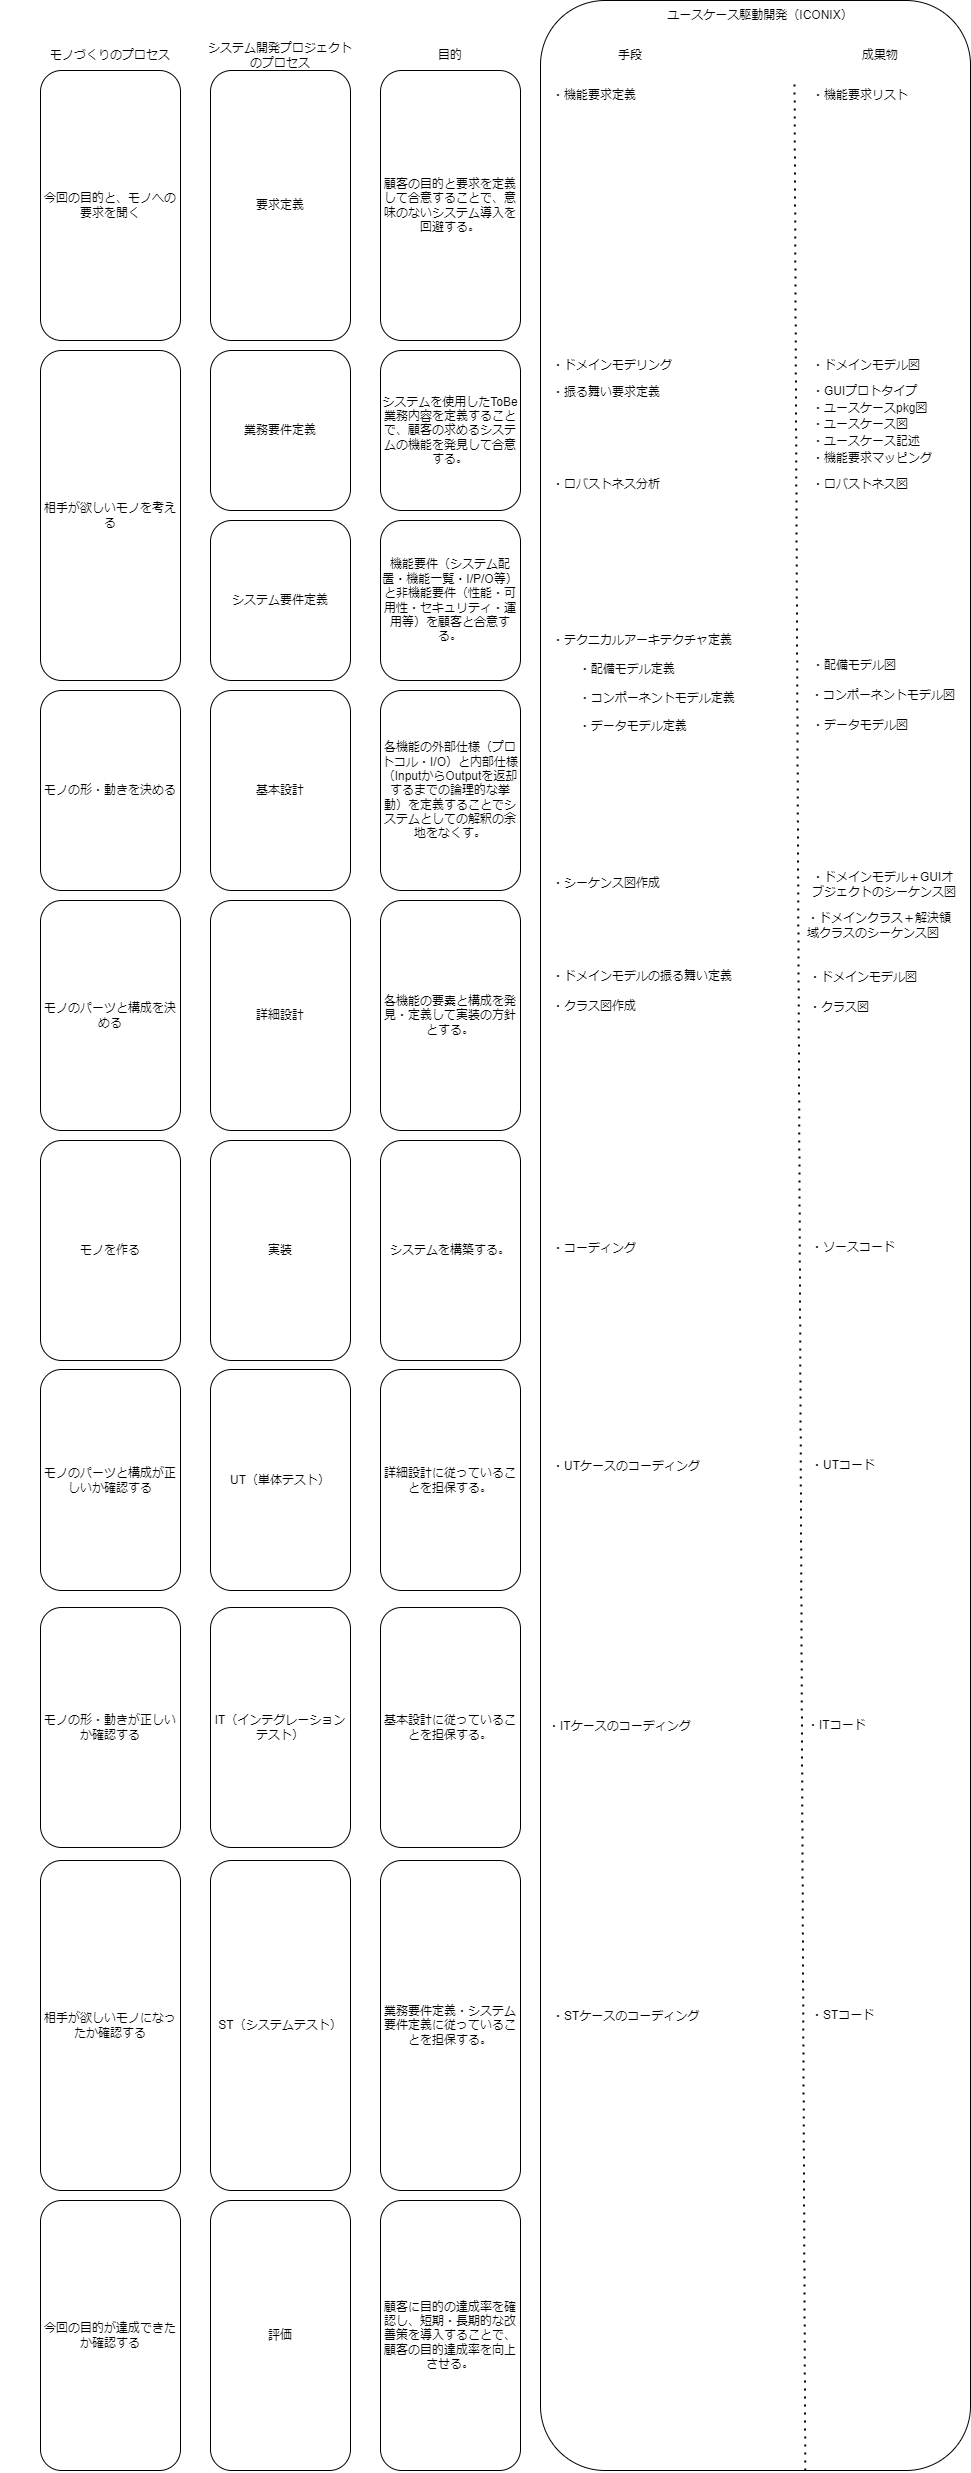 ユースケース駆動開発（ICONIX）
モノづくりのプロセス
システム開発プロジェクト
のプロセス
目的
手段
成果物
今回の目的と、モノへの
要求を聞く
要求定義
顧客の目的と要求を定義
して合意することで、意
味のないシステム導入を
回避する。
・機能要求定義
・機能要求リスト
相手が欲しいモノを考え
る
業務要件定義
システムを使用したToBe
業務内容を定義すること
で、顧客の求めるシステ
ムの機能を発見して合意
する。
・ドメインモデリング
・ドメインモデル図
・振る舞い要求定義
・GUIプロトタイプ
・ユースケースpkg図
・ユースケース図
・ユースケース記述
・機能要求マッピング
・ロバストネス分析
・ロバストネス図
システム要件定義
機能要件（システム配
置・機能一覧・I/P/O等）
と非機能要件（性能・可
用性・セキュリティ・運
用等）を顧客と合意す
る。
・テクニカルアーキテクチャ定義
・配備モデル定義
・配備モデル図
・コンポーネントモデル定義
・コンポーネントモデル図
・データモデル定義
・データモデル図
モノの形・動きを決める
基本設計
各機能の外部仕様（プロ
トコル・I/O）と内部仕様
（InputからOutputを返却
するまでの論理的な挙
動）を定義することでシ
ステムとしての解釈の余
地をなくす。
・シーケンス図作成
・ドメインモデル＋GUIオ
ブジェクトのシーケンス図
・ドメインクラス＋解決領
域クラスのシーケンス図
モノのパーツと構成を決
める
詳細設計
各機能の要素と構成を発
見・定義して実装の方針
とする。
・ドメインモデルの振る舞い定義
・ドメインモデル図
・クラス図作成
・クラス図
モノを作る
実装
システムを構築する。
・コーディング
・ソースコード
モノのパーツと構成が正
しいか確認する
UT（単体テスト）
詳細設計に従っているこ
とを担保する。
・UTケースのコーディング
・UTコード
モノの形・動きが正しい
か確認する
IT（インテグレーション
テスト）
基本設計に従っているこ
とを担保する。
・ITケースのコーディング
・ITコード
相手が欲しいモノになっ
たか確認する
ST（システムテスト）
業務要件定義・システム
要件定義に従っているこ
とを担保する。
・STケースのコーディング
・STコード
今回の目的が達成できた
か確認する
評価
顧客に目的の達成率を確
認し、短期・長期的な改
善策を導入することで、
顧客の目的達成率を向上
させる。